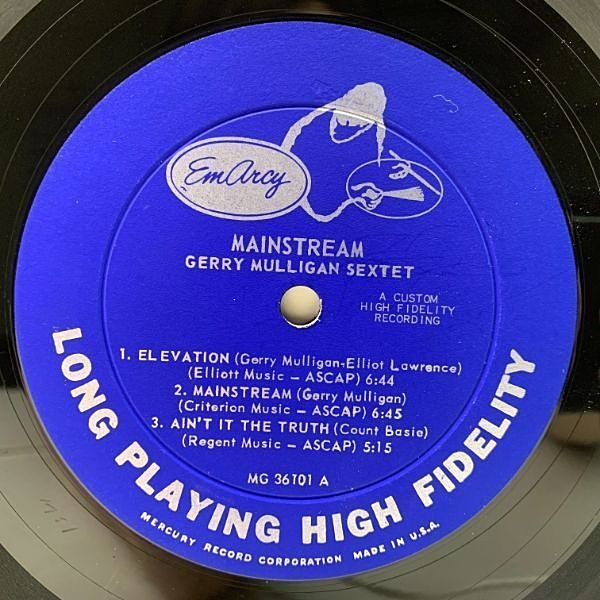 EmArcy
MAINSTREAM
GERRY MULLIGAN SEXTET
A CUSTOM
HIGH FIDELITY
RECORDING
1. ELEVATION (Gerry Mulligan-Elliot Lawrence)
(Elliott Music – ASCAP) 6:44
2. MAINSTREAM (Gerry Mulligan)
(Criterion Music – ASCAP) 6:45
3. AIN'T IT THE TRUTH (Count Basie)
(Regent Music – ASCAP) 5:15
MG 36101 A
LONG PLAYING HIGH FIDELITY
MERCURY RECORD CORPORATION MADE IN U.S.A.